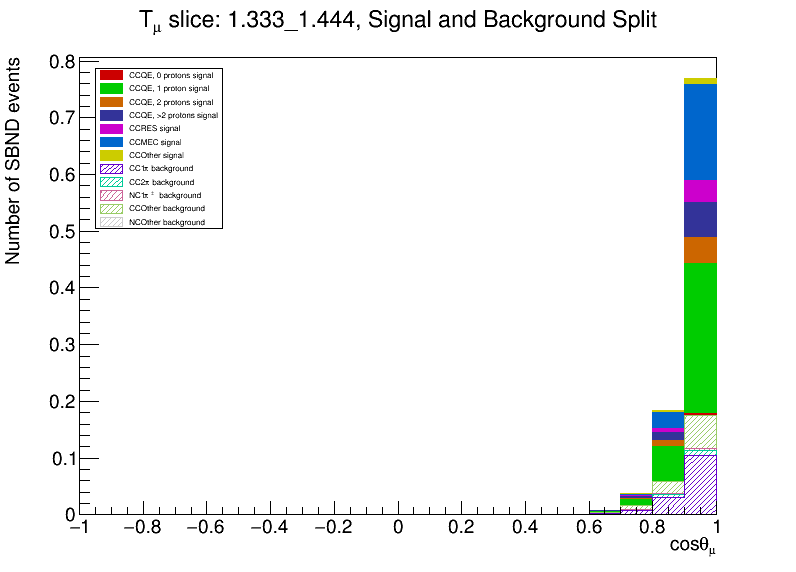 Tμ slice: 1.333_1.444, Signal and Background Split
Number of SBND events
0.8
0.7
0.6
0.5
0.4
0.3
0.2
0.1
0
CCQE, 0 protons signal
CCQE, 1 proton signal
CCQE, 2 protons signal
CCQE, >2 protons signal
CCRES signal
CCMEC signal
CCOther signal
CC1π background
CC2π background
NC1π± background
CCOther background
NCOther background
−1 −0.8 −0.6 −0.4 −0.2 0 0.2 0.4 0.6 0.8 1
cosθμ